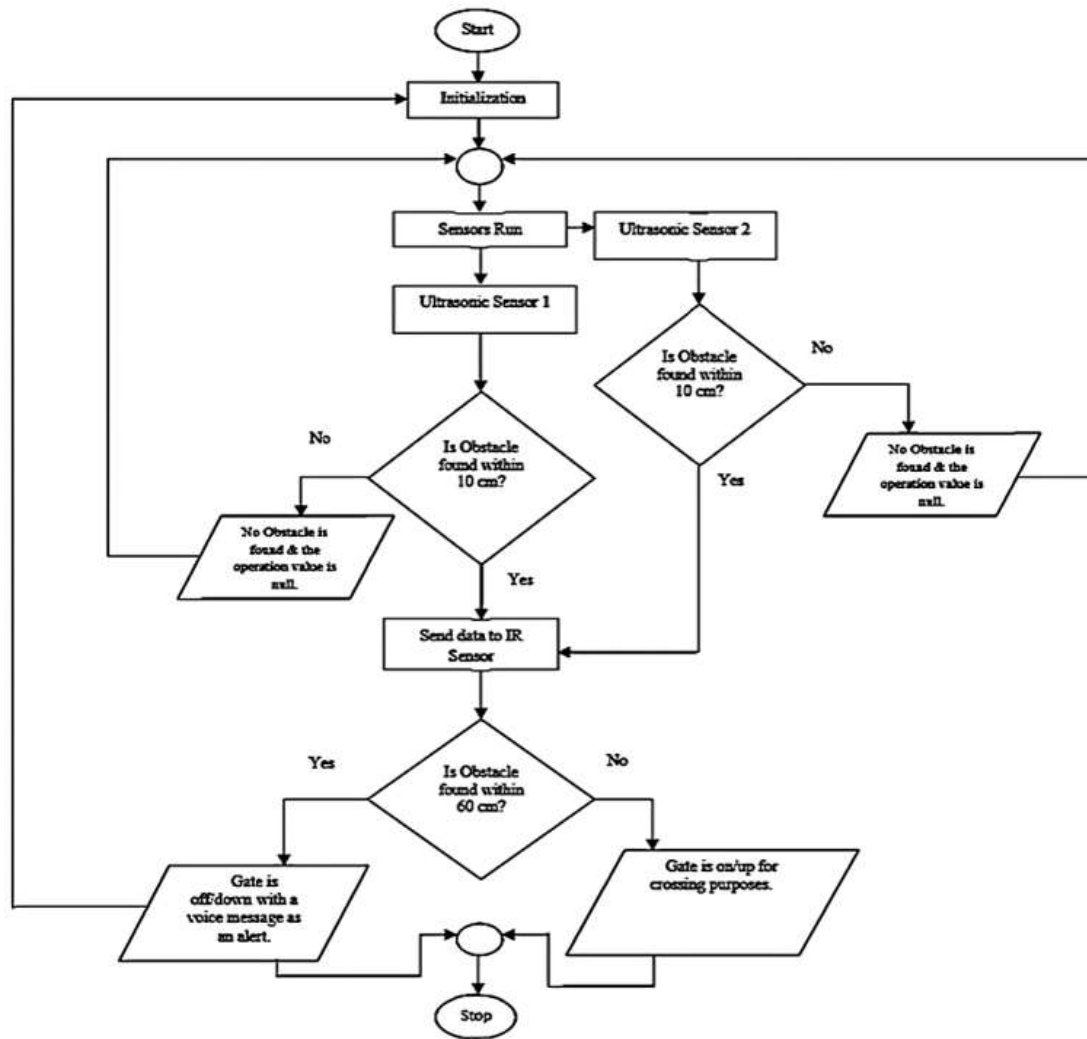 Start
Initialization
Sensors Run
Ultrasonic Sensor 2
Ultrasonic Sensor 1
Is Obstacle
found within
10 cm?
No
No Obstacle is
found & the
operation value is
null.
Yes
No
Is Obstacle
found within
10 cm?
No Obstacle is
found & the
operation value is
null.
Yes
Send data to IR
Sensor
Yes
Is Obstacle
found within
60 cm?
No
Gate is
off/down with a
voice message as
an alert.
Gate is on/up for
crossing purposes.
Stop